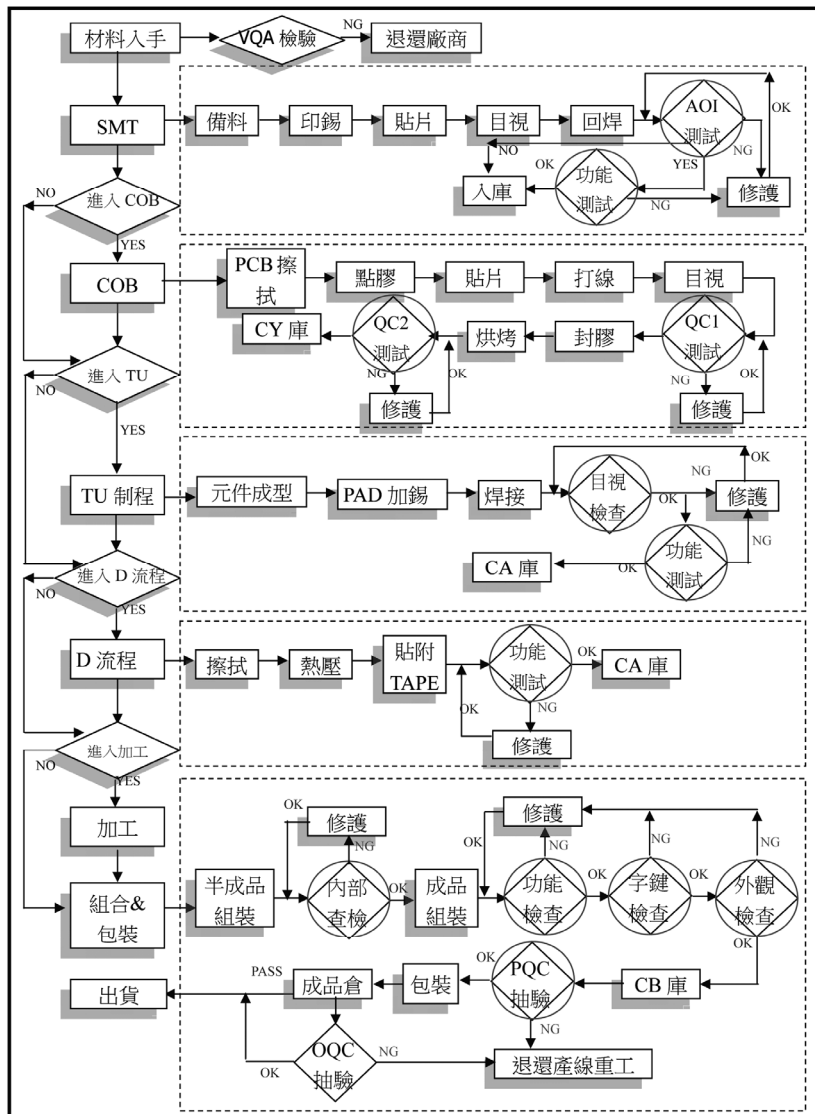 材料入手
VQA 檢驗
NG
退還廠商
SMT
備料
印錫
貼片
目視
回焊
AOI
測試
OK
NG
NO
YES
入庫
OK
功能
測試
NG
修護
NO
進入 COB
YES
COB
PCB 擦
拭
點膠
貼片
打線
目視
CY 庫
QC2
測試
烘烤
封膠
QC1
測試
NG
OK
修護
NG
OK
修護
進入 TU
NO
YES
TU 制程
元件成型
PAD 加錫
焊接
目視
檢查
NG
OK
修護
OK
NG
CA 庫
OK
功能
測試
進入 D 流程
NO
YES
D 流程
擦拭
熱壓
貼附
TAPE
功能
測試
OK
CA 庫
OK
NG
修護
進入加工
NO
YES
加工
OK
修護
NG
OK
修護
NG
NG
NG
組合&
包裝
半成品
組裝
內部
查檢
OK
成品
組裝
功能
檢查
OK
字鍵
檢查
OK
外觀
檢查
OK
出貨
PASS
成品倉
包裝
OK
PQC
抽驗
CB 庫
NG
OK
OQC
抽驗
NG
退還產線重工